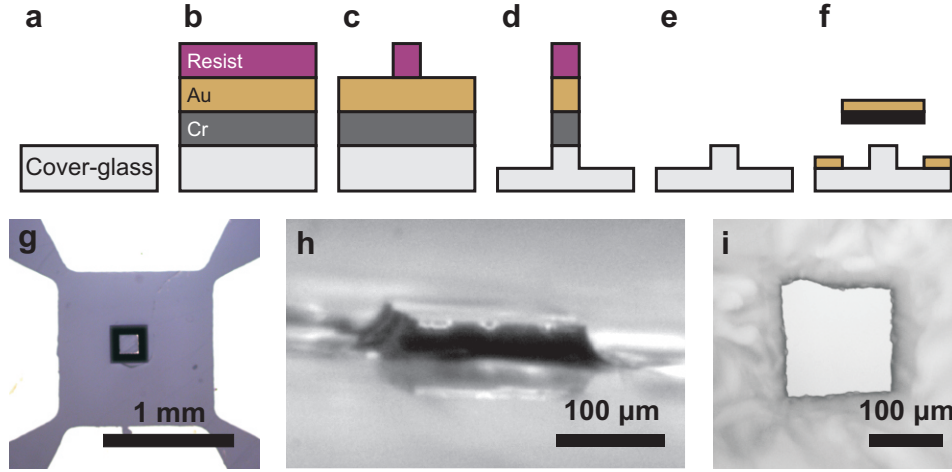 a b c d e f
Resist
Au
Cr
Cover-glass
g h i
1 mm
100 µm
100 µm